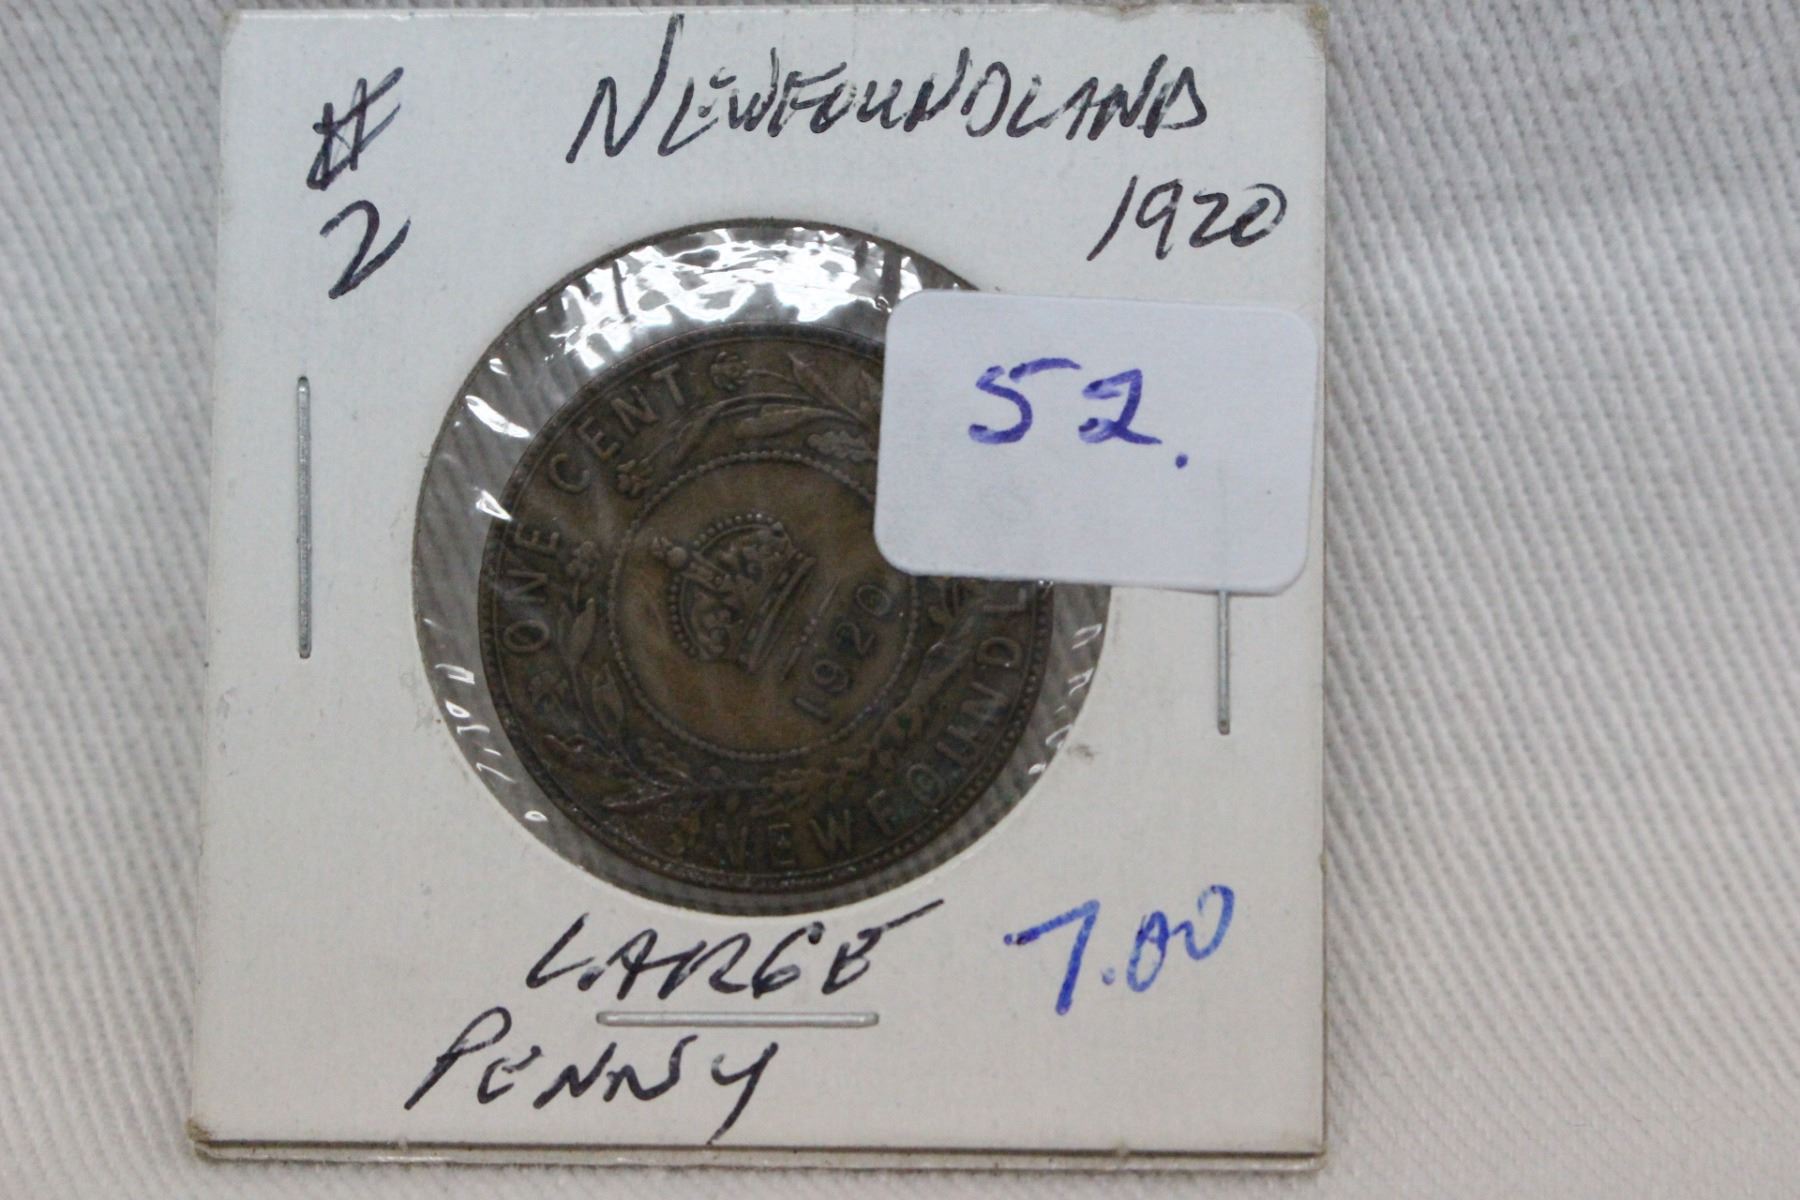 # NEWFOUNDLAND
2 1920
52.
ONE CENT
1920
NEWFOUNDL
LARGE 7.00
PENNY